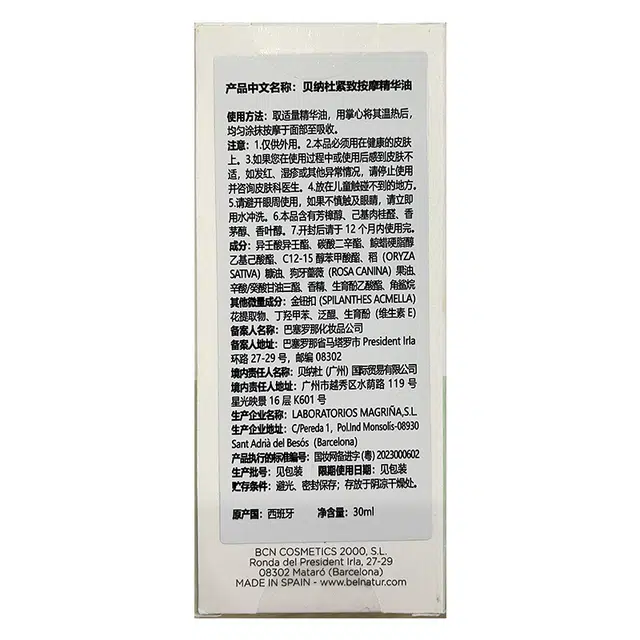 产品中文名称：贝纳杜紧致按摩精华油
使用方法：取适量精华油，用掌心将其温热后，
均匀涂抹按摩于面部至吸收。
注意：1.仅供外用。2.本品必须用在健康的皮肤
上。3.如果您在使用过程中或使用后感到皮肤不
适，如发红、湿疹或其他异常情况，请停止使用
并咨询皮肤科医生。4.放在儿童触碰不到的地方。
5.请避开眼周使用，如果不慎触及眼睛，请立即
用水冲洗。6.本品含有芳樟醇、己基肉桂醛、香
茅醇、香叶醇。7.开封后请于 12 个月内使用完。
成分：异壬酸异壬酯、碳酸二辛酯、鲸蜡硬脂醇
乙基己酸酯、C12-15 醇苯甲酸酯、稻 (ORYZA
SATIVA) 糠油、狗牙蔷薇 (ROSA CANINA) 果油、
辛酸/癸酸甘油三酯、香精、生育酚乙酸酯、角鲨烷
其他微量成分：金钮扣 (SPILANTHES ACMELLA)
花提取物、丁羟甲苯、泛醌、生育酚 (维生素 E)
备案人名称：巴塞罗那化妆品公司
备案人地址：巴塞罗那省马塔罗市 President Irla
环路 27-29 号，邮编 08302
境内责任人名称：贝纳杜 (广州) 国际贸易有限公司
境内责任人地址：广州市越秀区水荫路 119 号
星光映景 16 层 K601 号
生产企业名称：LABORATORIOS MAGRIÑA,S.L.
生产企业地址：C/Pereda 1, Pol.Ind Monsolís-08930
Sant Adrià del Besós (Barcelona)
产品执行的标准编号：国妆网备进字 (粤) 2023000602
生产批号：见包装 限期使用日期：见包装
贮存条件：避光、密封保存；存放于阴凉干燥处。
原产国：西班牙 净含量：30ml
BCN COSMETICS 2000, S.L.
Ronda del President Irla, 27-29
08302 Mataró (Barcelona)
MADE IN SPAIN - www.belnatur.com